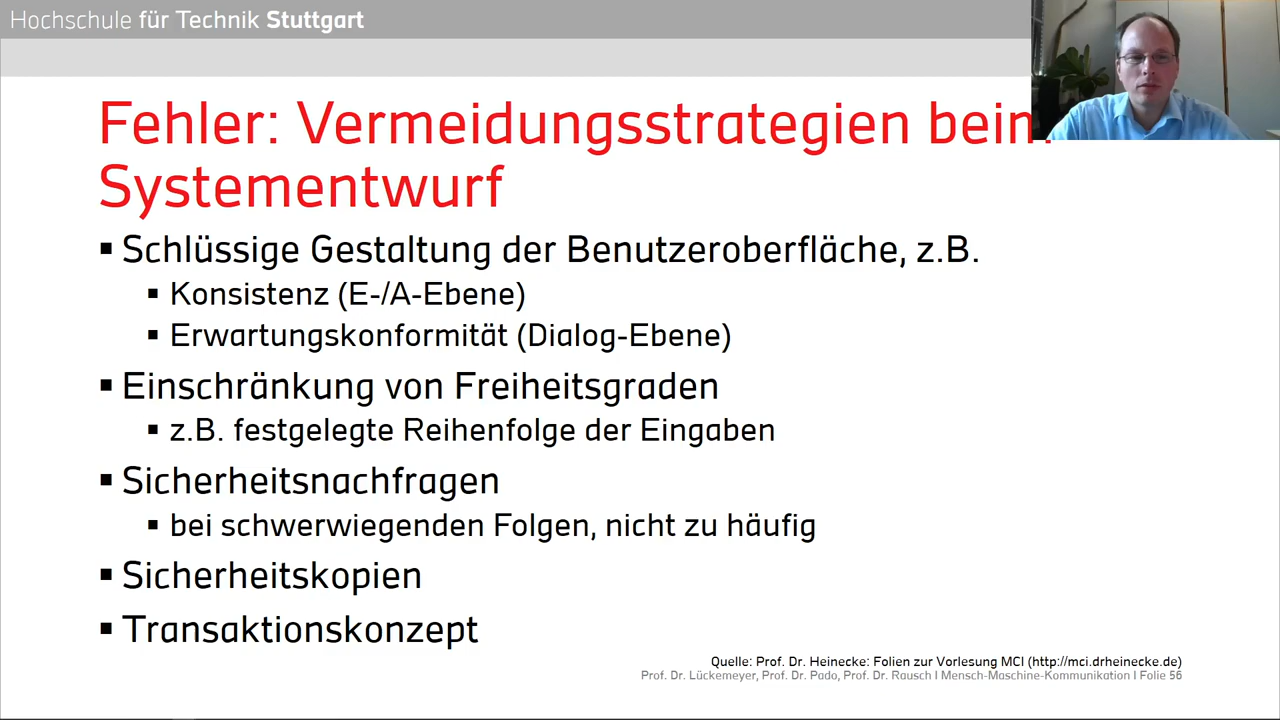 Hochschule für Technik Stuttgart
Fehler: Vermeidungsstrategien beim
Systementwurf
Schlüssige Gestaltung der Benutzeroberfläche, z.B.
Konsistenz (E-/A-Ebene)
Erwartungskonformität (Dialog-Ebene)
Einschränkung von Freiheitsgraden
z.B. festgelegte Reihenfolge der Eingaben
Sicherheitsnachfragen
bei schwerwiegenden Folgen, nicht zu häufig
Sicherheitskopien
Transaktionskonzept
Quelle: Prof. Dr. Heinecke: Folien zur Vorlesung MCI (http://mci.drheinecke.de)
Prof. Dr. Lückemeyer, Prof. Dr. Pado, Prof. Dr. Rausch I Mensch-Maschine-Kommunikation I Folie 56